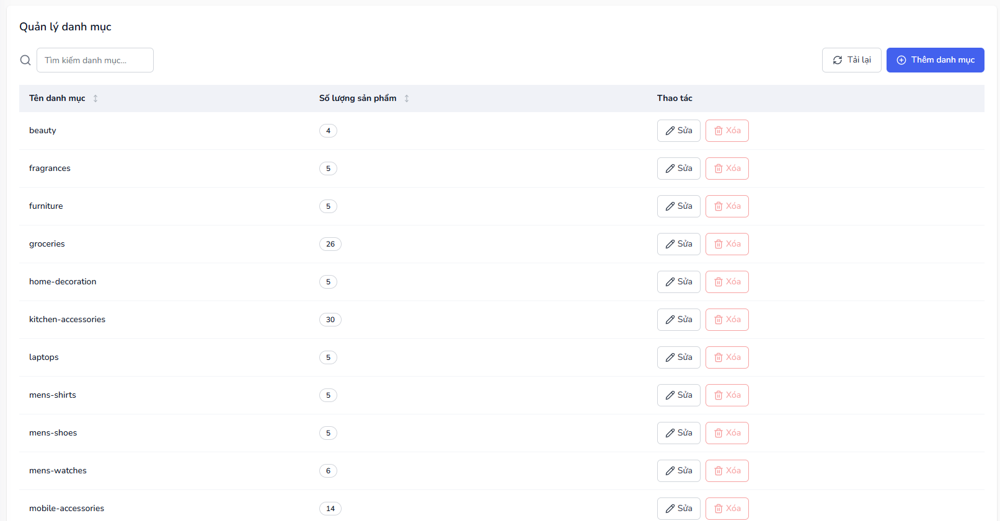 Quản lý danh mục
Tìm kiếm danh mục...
Tải lại
Thêm danh mục
Tên danh mục Số lượng sản phẩm Thao tác
beauty 4 Sửa Xóa
fragrances 5 Sửa Xóa
furniture 5 Sửa Xóa
groceries 26 Sửa Xóa
home-decoration 5 Sửa Xóa
kitchen-accessories 30 Sửa Xóa
laptops 5 Sửa Xóa
mens-shirts 5 Sửa Xóa
mens-shoes 5 Sửa Xóa
mens-watches 6 Sửa Xóa
mobile-accessories 14 Sửa Xóa